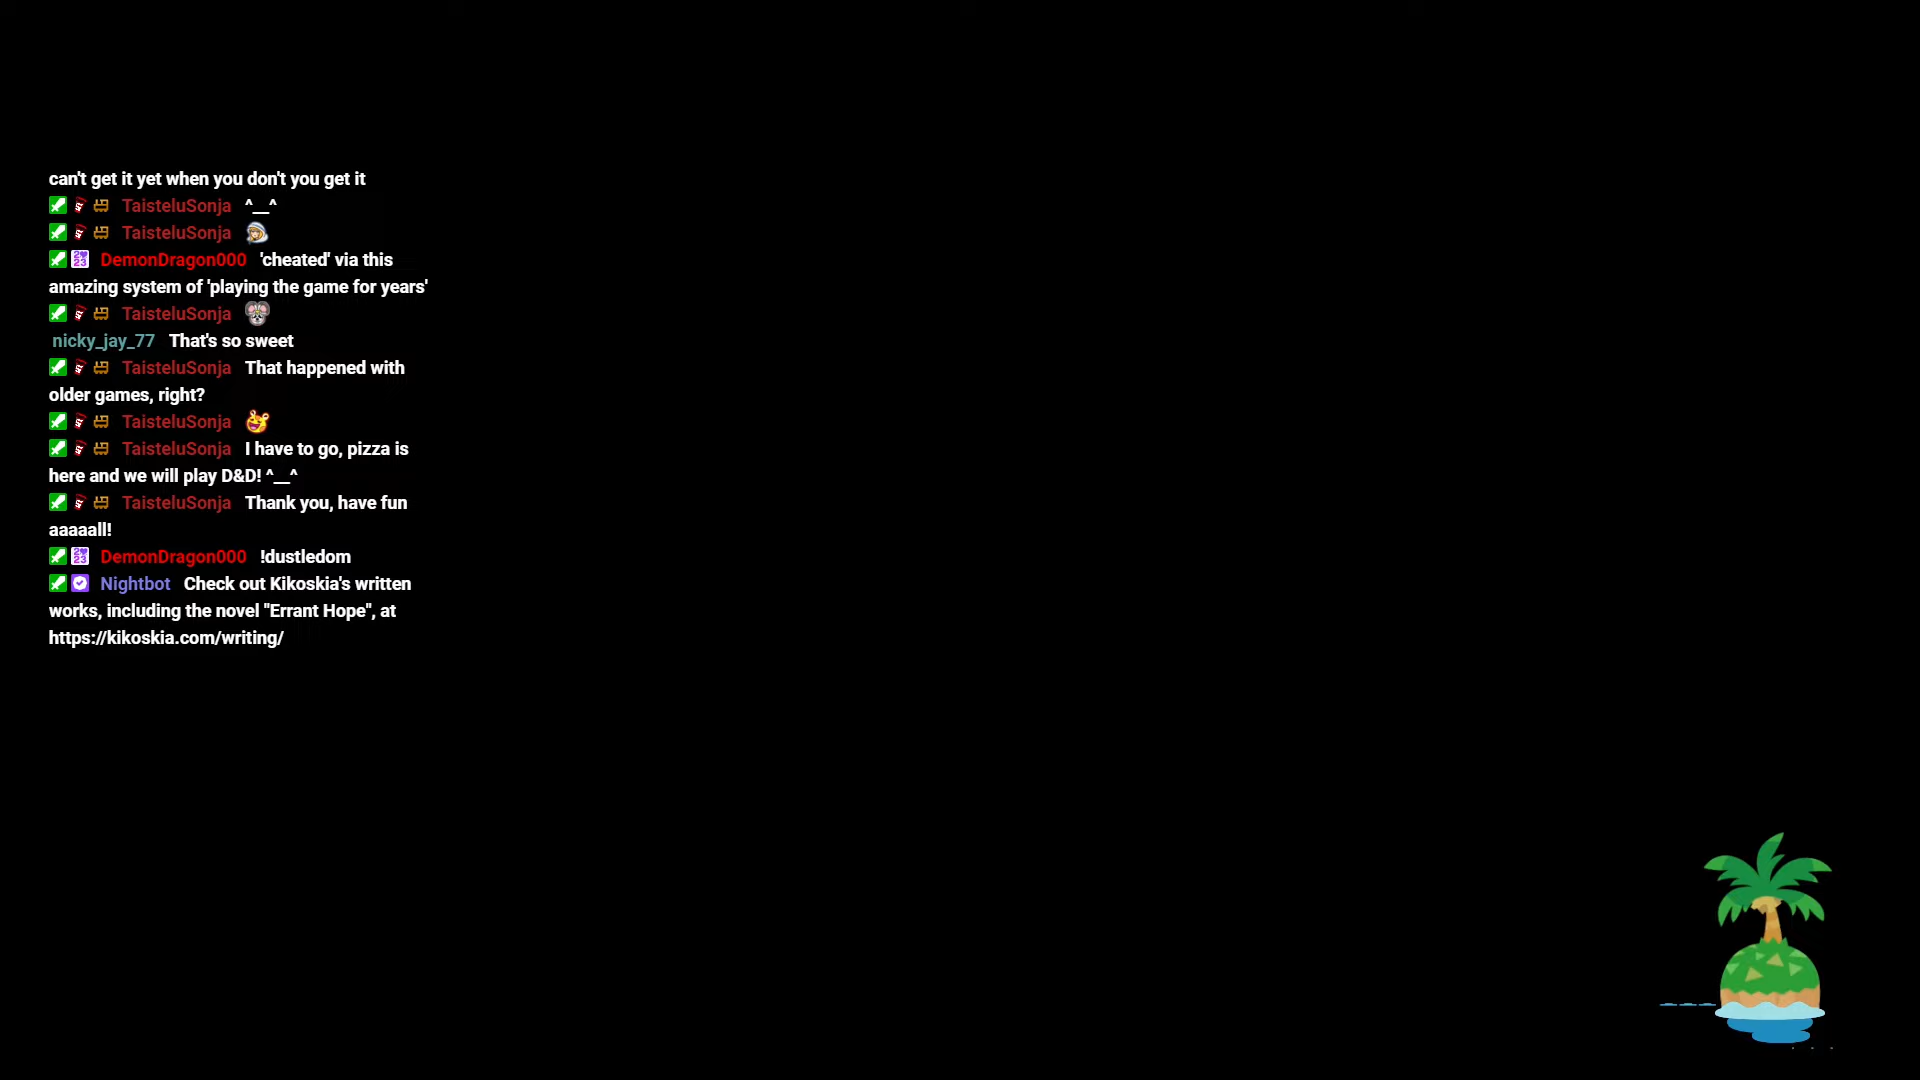 can't get it yet when you don't you get it
TaisteluSonja ^__^
TaisteluSonja
DemonDragon000 'cheated' via this
amazing system of 'playing the game for years'
TaisteluSonja
nicky_jay_77 That's so sweet
TaisteluSonja That happened with
older games, right?
TaisteluSonja
TaisteluSonja I have to go, pizza is
here and we will play D&D! ^__^
TaisteluSonja Thank you, have fun
aaaaall!
DemonDragon000 !dustledom
Nightbot Check out Kikoskia's written
works, including the novel "Errant Hope", at
https://kikoskia.com/writing/